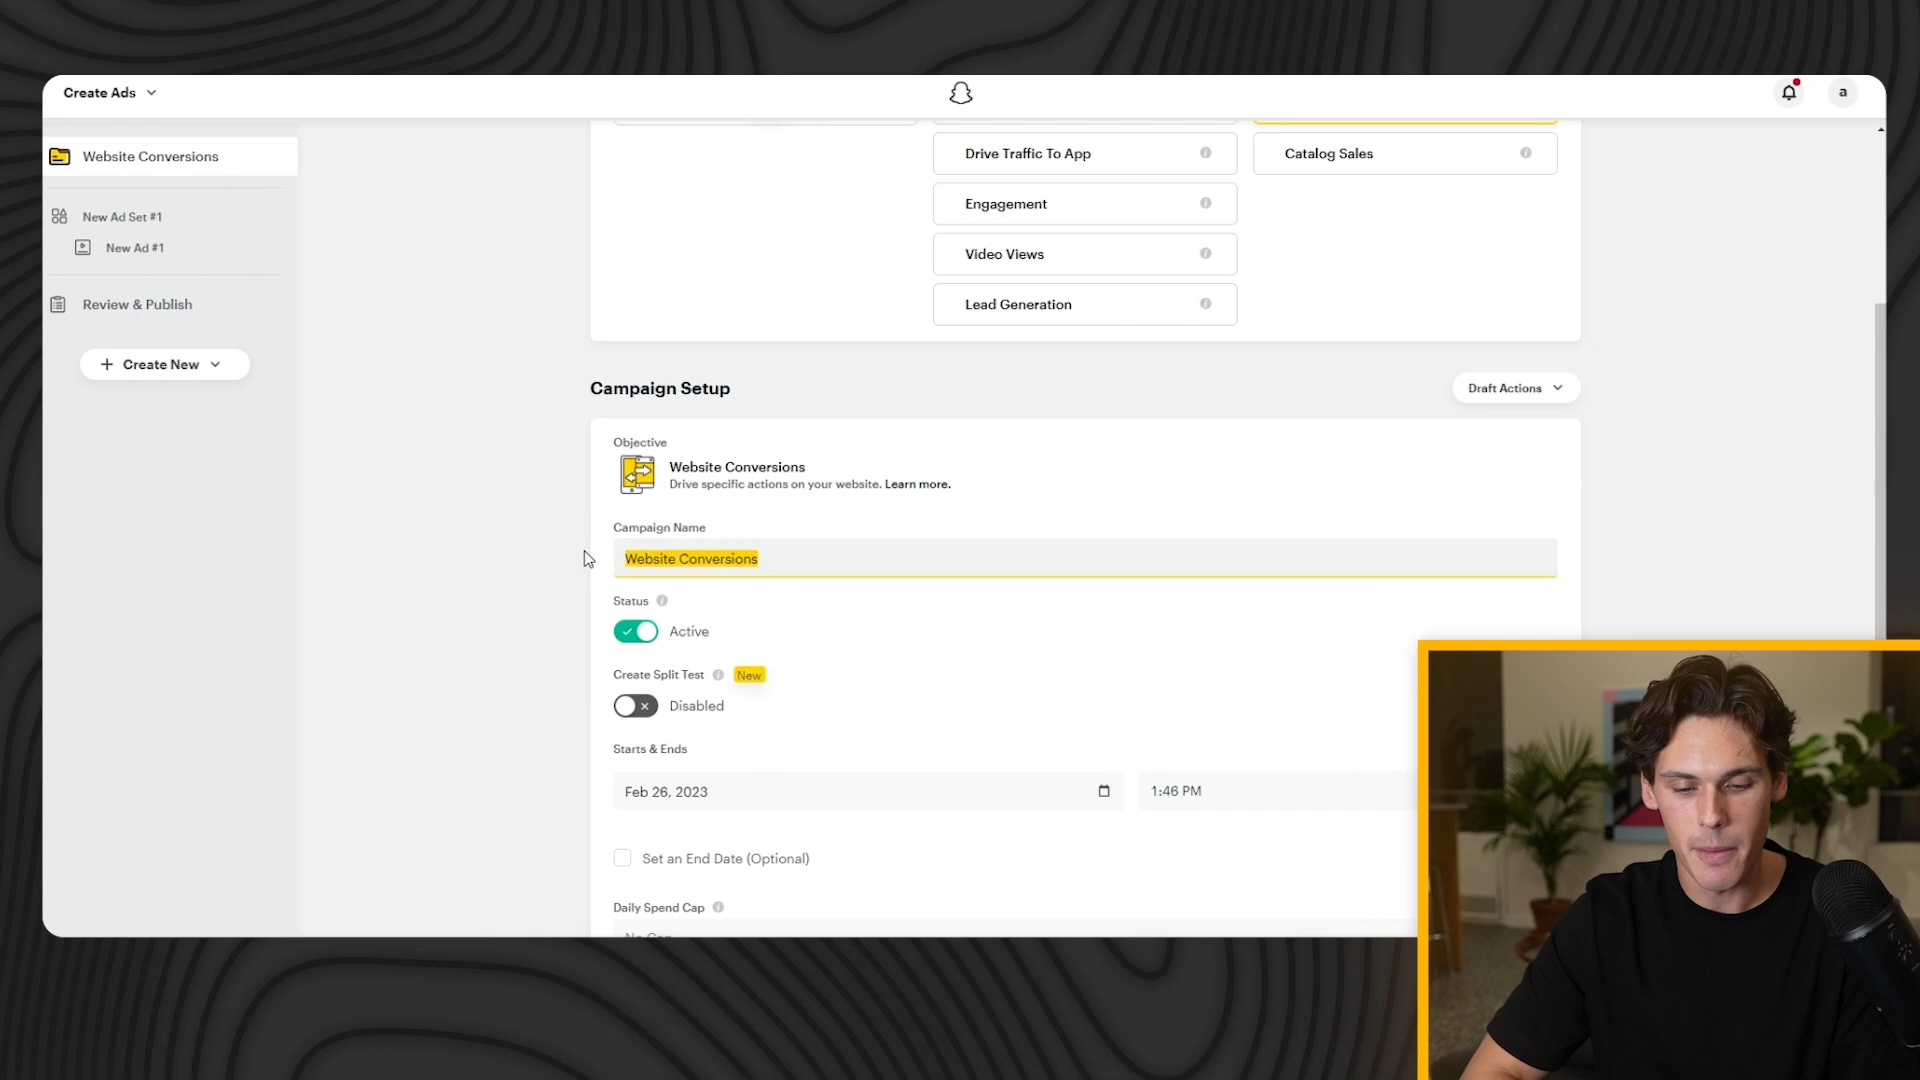 Create Ads
a
Website Conversions
New Ad Set #1
New Ad #1
Review & Publish
+ Create New
Drive Traffic To App
Catalog Sales
Engagement
Video Views
Lead Generation
Campaign Setup
Draft Actions
Objective
Website Conversions
Drive specific actions on your website. Learn more.
Campaign Name
Website Conversions
Status
Active
Create Split Test
New
Disabled
Starts & Ends
Feb 26, 2023
1:46 PM
Set an End Date (Optional)
Daily Spend Cap